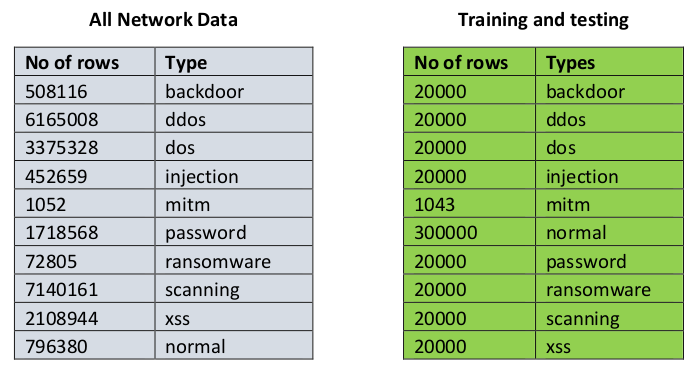 All Network Data
No of rows Type
508116 backdoor
6165008 ddos
3375328 dos
452659 injection
1052 mitm
1718568 password
72805 ransomware
7140161 scanning
2108944 xss
796380 normal
Training and testing
No of rows Types
20000 backdoor
20000 ddos
20000 dos
20000 injection
1043 mitm
300000 normal
20000 password
20000 ransomware
20000 scanning
20000 xss